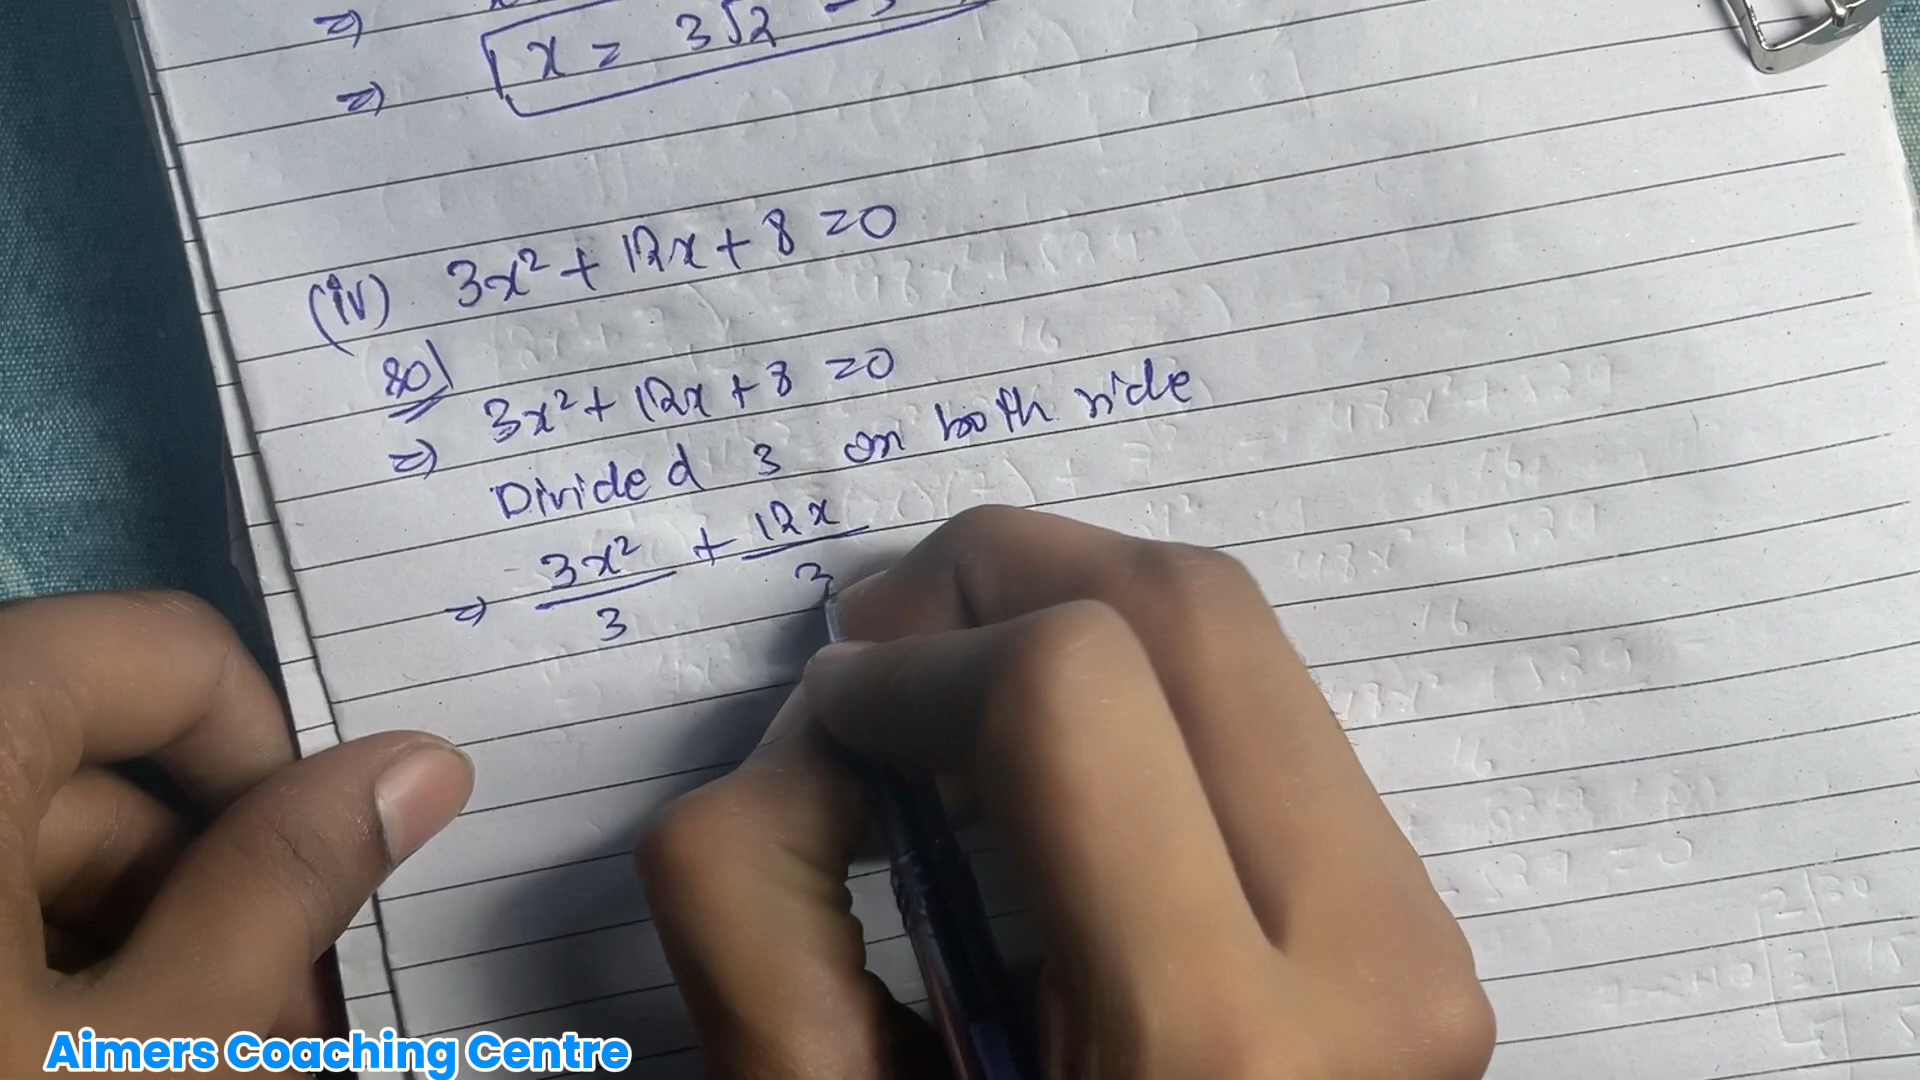 ⇒
⇒ x = 3√2 - 3
(iv) 3x² + 12x + 8 = 0
Sol
⇒ 3x² + 12x + 8 = 0
Divided 3 on both side
⇒ 3x²/3 + 12x/3
Aimers Coaching Centre